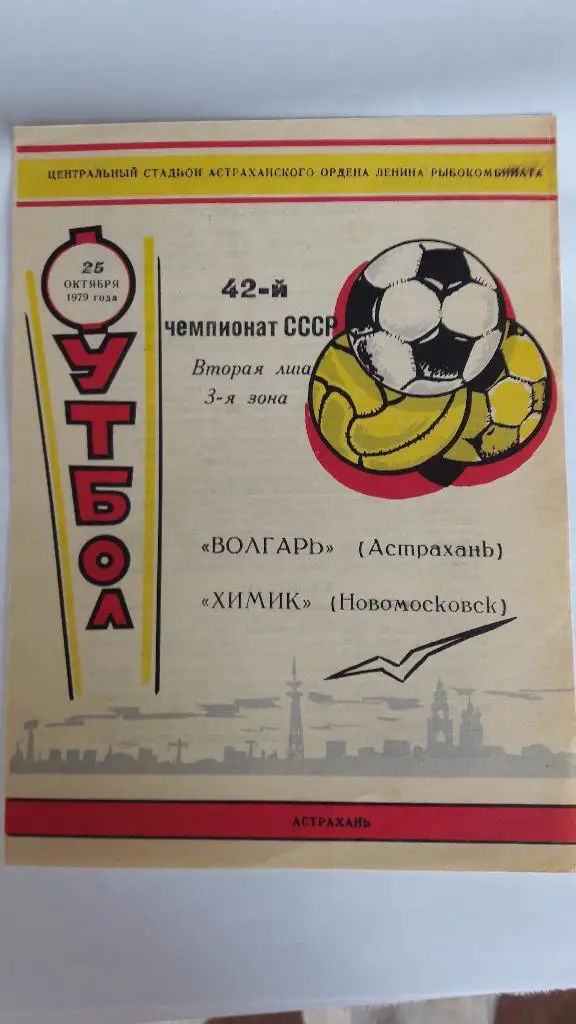 ЦЕНТРАЛЬНЫЙ СТАДИОН АСТРАХАНСКОГО ОРДЕНА ЛЕНИНА РЫБОКОМБИНАТА
25
ОКТЯБРЯ
1979 года
ФУТБОЛ
42-й
чемпионат СССР
Вторая лига
3-я зона
«ВОЛГАРЬ» (Астрахань)
«ХИМИК» (Новомосковск)
АСТРАХАНЬ